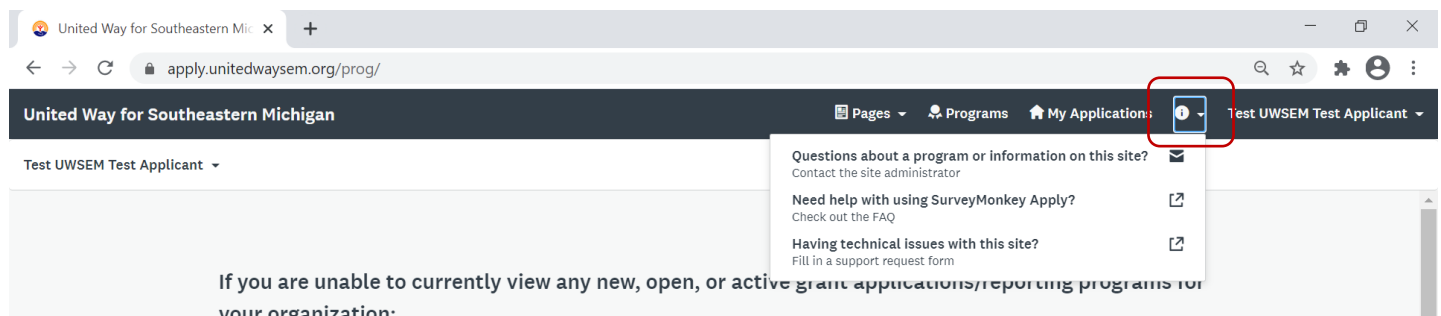 United Way for Southeastern Mic
apply.unitedwaysem.org/prog/
United Way for Southeastern Michigan
Pages
Programs
My Applications
Test UWSEM Test Applicant
Test UWSEM Test Applicant
Questions about a program or information on this site?
Contact the site administrator
Need help with using SurveyMonkey Apply?
Check out the FAQ
Having technical issues with this site?
Fill in a support request form
If you are unable to currently view any new, open, or active grant applications/reporting programs for
your organization: